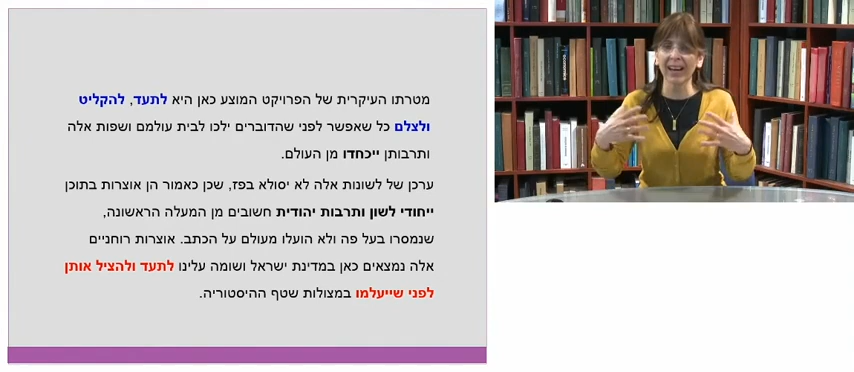 מטרתו העיקרית של הפרויקט המוצע כאן היא לתעד, להקליט
ולצלם כל שאפשר לפני שהדוברים ילכו לבית עולמם ושפות אלה
ותרבותן ייכחדו מן העולם.
ערכן של לשונות אלה לא יסולא בפז, שכן כאמור הן אוצרות בתוכן
ייחודי לשון ותרבות יהודית חשובים מן המעלה הראשונה,
שנמסרו בעל פה ולא הועלו מעולם על הכתב. אוצרות רוחניים
אלה נמצאים כאן במדינת ישראל ושומה עלינו לתעד ולהציל אותן
לפני שייעלמו במצולות שטף ההיסטוריה.